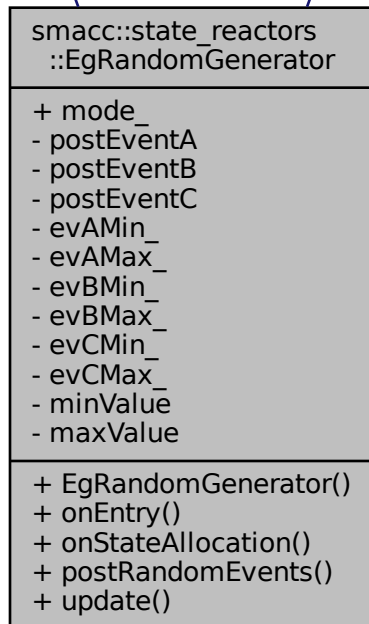 smacc::state_reactors
::EgRandomGenerator
+ mode_
- postEventA
- postEventB
- postEventC
- evAMin_
- evAMax_
- evBMin_
- evBMax_
- evCMin_
- evCMax_
- minValue
- maxValue
+ EgRandomGenerator()
+ onEntry()
+ onStateAllocation()
+ postRandomEvents()
+ update()